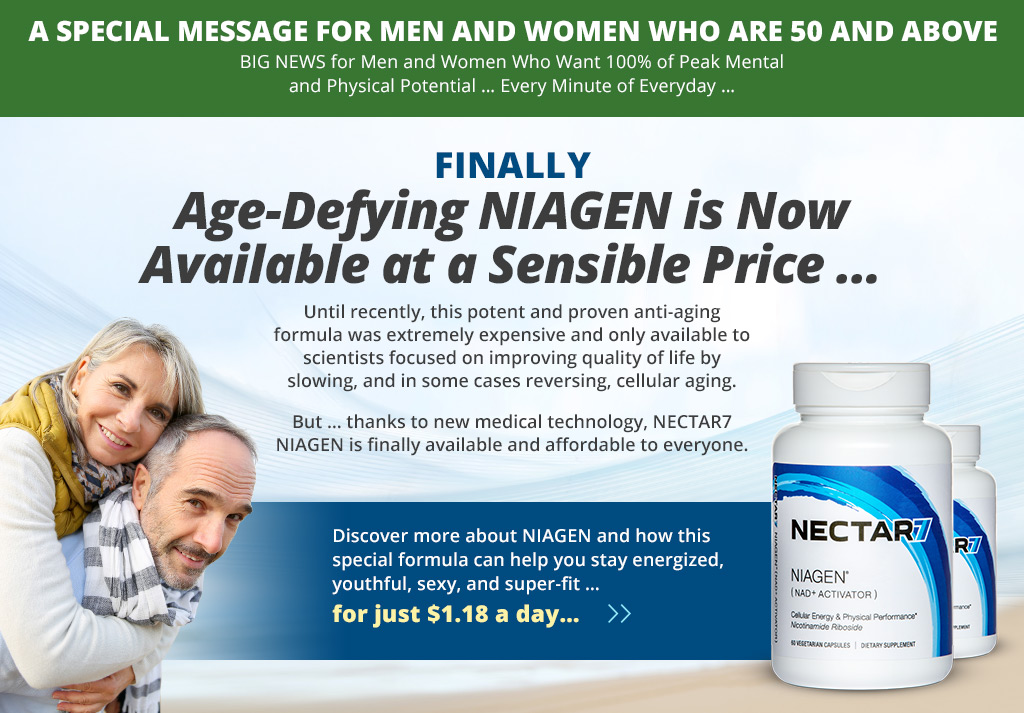 A SPECIAL MESSAGE FOR MEN AND WOMEN WHO ARE 50 AND ABOVE
BIG NEWS for Men and Women Who Want 100% of Peak Mental
and Physical Potential ... Every Minute of Everyday ...
FINALLY
Age-Defying NIAGEN is Now
Available at a Sensible Price ...
Until recently, this potent and proven anti-aging
formula was extremely expensive and only available to
scientists focused on improving quality of life by
slowing, and in some cases reversing, cellular aging.
But ... thanks to new medical technology, NECTAR7
NIAGEN is finally available and affordable to everyone.
Discover more about NIAGEN and how this
special formula can help you stay energized,
youthful, sexy, and super-fit ...
for just $1.18 a day... >>
NECTAR7
NIAGEN®
(NAD+ ACTIVATOR)
Cellular Energy & Physical Performance*
Nicotinamide Riboside
60 VEGETARIAN CAPSULES | DIETARY SUPPLEMENT
R7